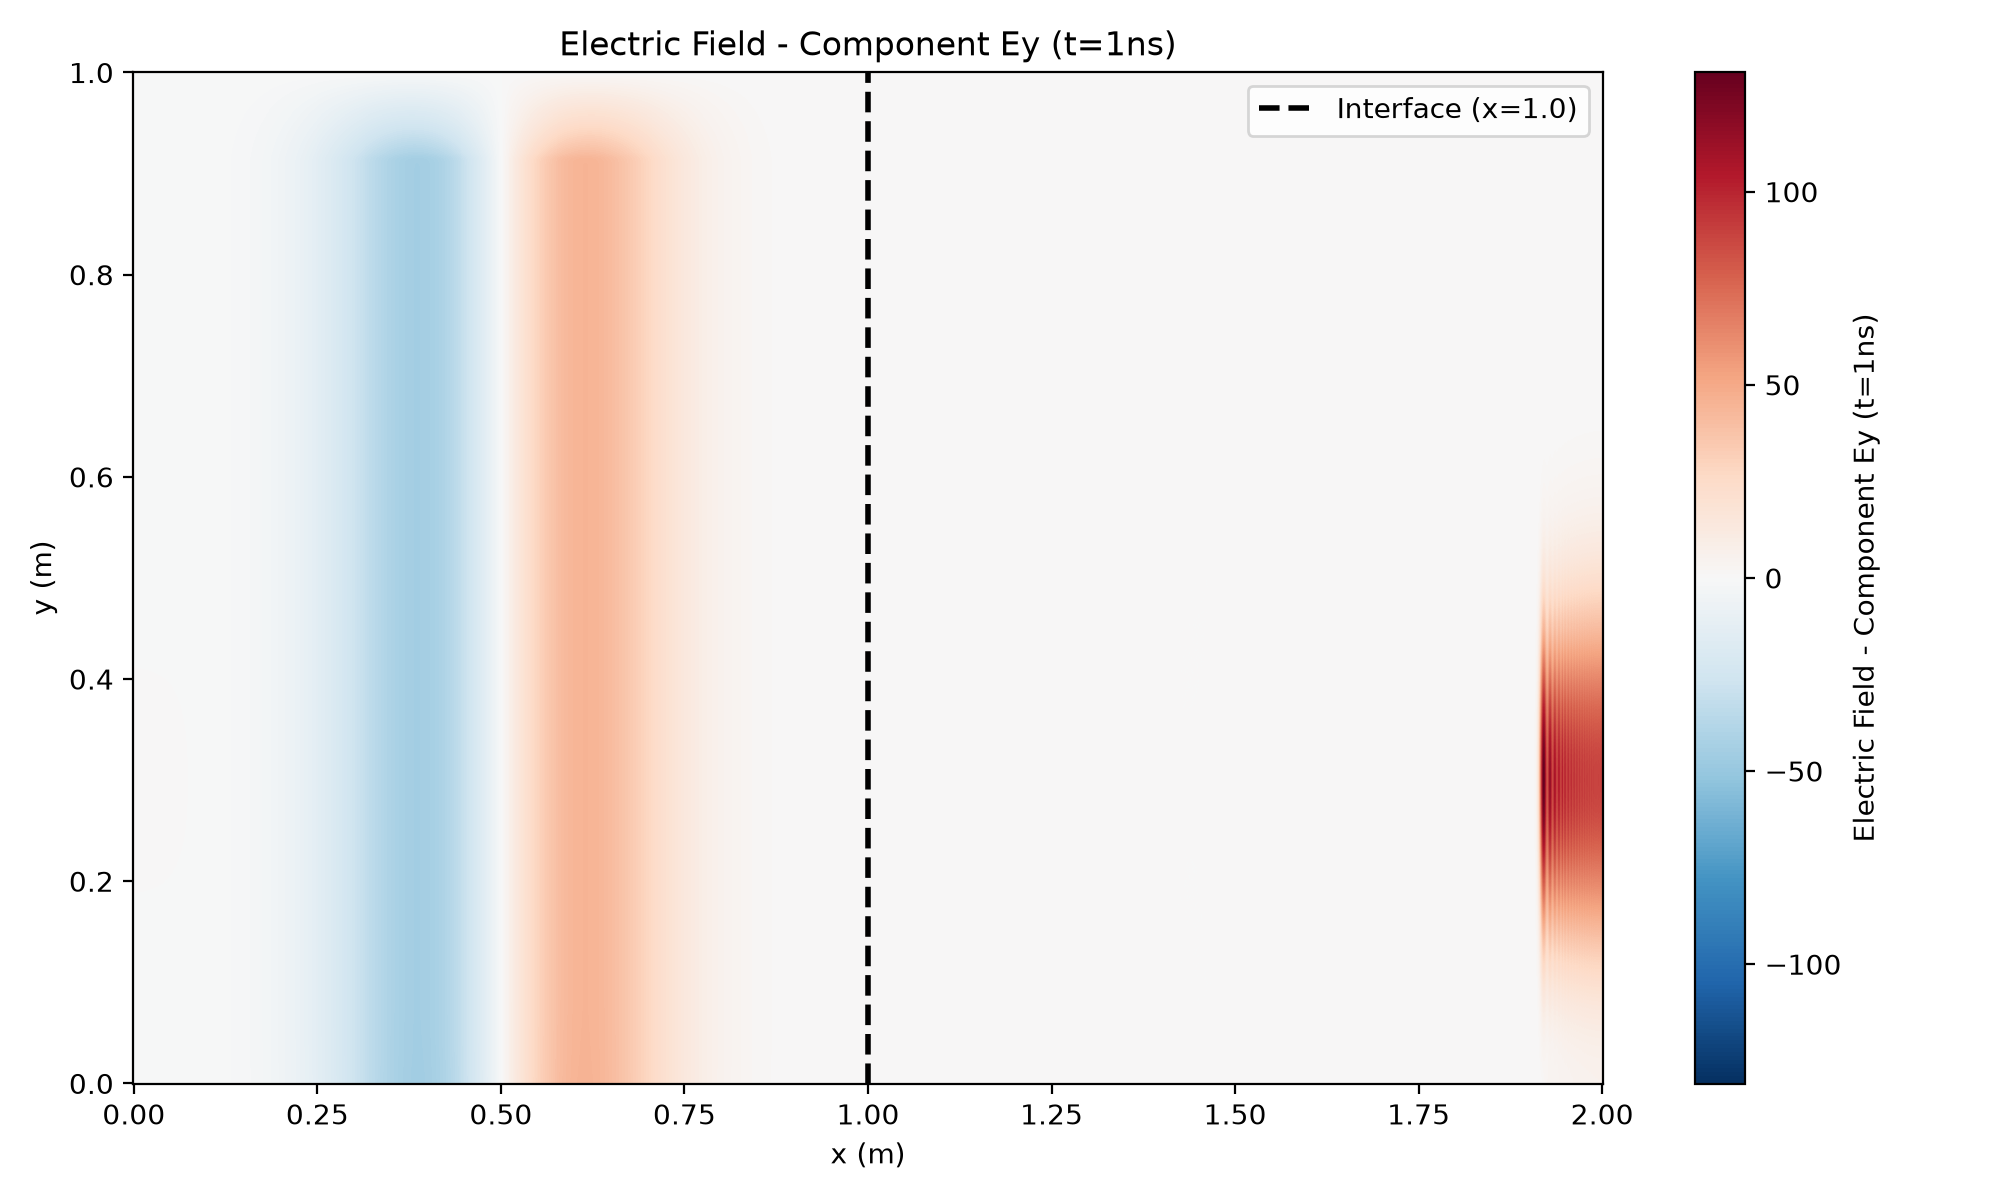 Electric Field - Component Ey (t=1ns)
Interface (x=1.0)
1.0
0.8
0.6
0.4
0.2
0.0
y (m)
0.00 0.25 0.50 0.75 1.00 1.25 1.50 1.75 2.00
x (m)
100
50
0
−50
−100
Electric Field - Component Ey (t=1ns)